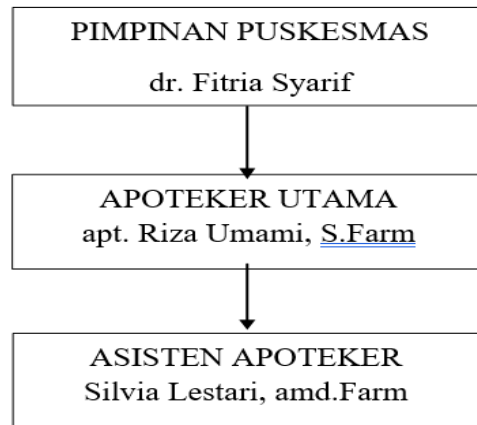 PIMPINAN PUSKESMAS
dr. Fitria Syarif
APOTEKER UTAMA
apt. Riza Umami, S.Farm
ASISTEN APOTEKER
Silvia Lestari, amd.Farm